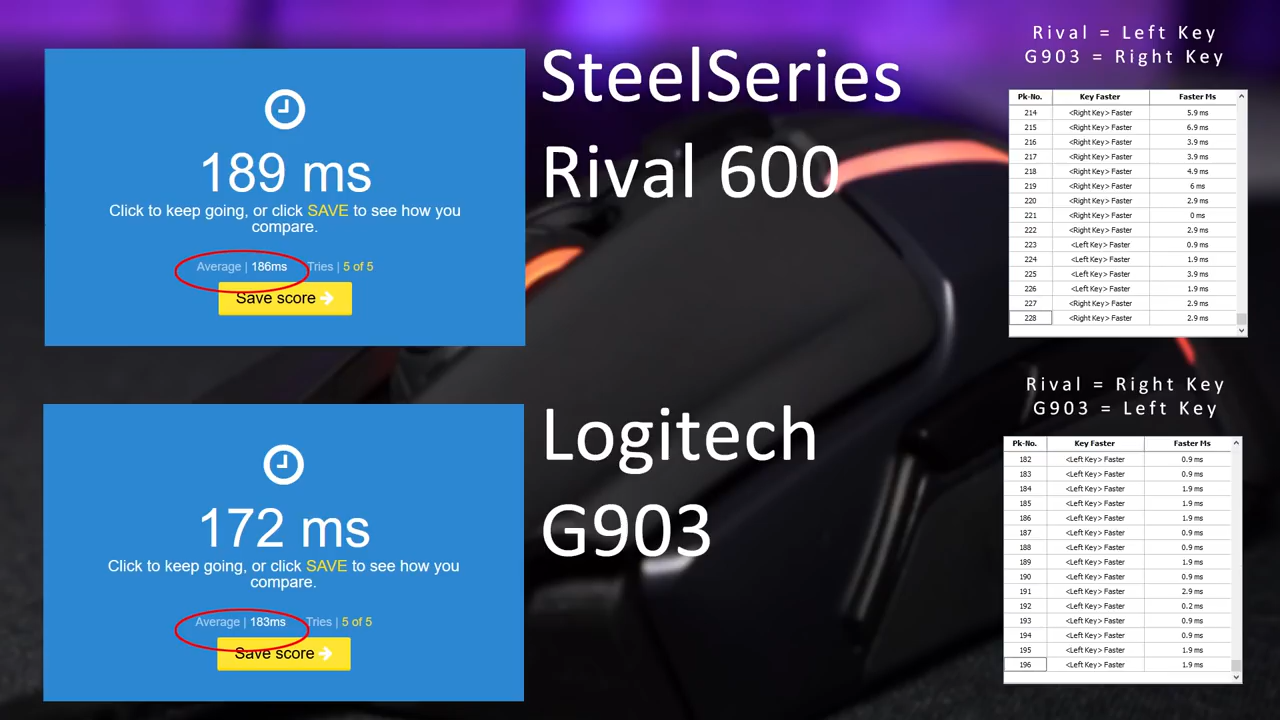 189 ms
Click to keep going, or click SAVE to see how you
compare.
Average | 186ms Tries | 5 of 5
Save score
SteelSeries
Rival 600
Rival = Left Key
G903 = Right Key
Pk-No. Key Faster Faster Ms
214 <Right Key> Faster 5.9 ms
215 <Right Key> Faster 6.9 ms
216 <Right Key> Faster 3.9 ms
217 <Right Key> Faster 3.9 ms
218 <Right Key> Faster 4.9 ms
219 <Right Key> Faster 6 ms
220 <Right Key> Faster 2.9 ms
221 <Right Key> Faster 0 ms
222 <Right Key> Faster 2.9 ms
223 <Left Key> Faster 0.9 ms
224 <Left Key> Faster 1.9 ms
225 <Left Key> Faster 3.9 ms
226 <Left Key> Faster 1.9 ms
227 <Right Key> Faster 2.9 ms
228 <Right Key> Faster 2.9 ms
172 ms
Click to keep going, or click SAVE to see how you
compare.
Average | 183ms Tries | 5 of 5
Save score
Logitech
G903
Rival = Right Key
G903 = Left Key
Pk-No. Key Faster Faster Ms
182 <Left Key> Faster 0.9 ms
183 <Left Key> Faster 0.9 ms
184 <Left Key> Faster 1.9 ms
185 <Left Key> Faster 1.9 ms
186 <Left Key> Faster 1.9 ms
187 <Left Key> Faster 0.9 ms
188 <Left Key> Faster 0.9 ms
189 <Left Key> Faster 1.9 ms
190 <Left Key> Faster 0.9 ms
191 <Left Key> Faster 2.9 ms
192 <Left Key> Faster 0.2 ms
193 <Left Key> Faster 0.9 ms
194 <Left Key> Faster 0.9 ms
195 <Left Key> Faster 1.9 ms
196 <Left Key> Faster 1.9 ms